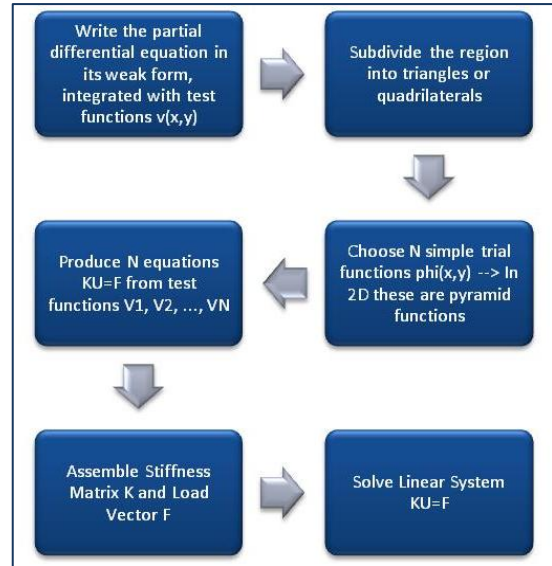 Write the partial
differential equation in
its weak form,
integrated with test
functions v(x,y)
Subdivide the region
into triangles or
quadrilaterals
Choose N simple trial
functions phi(x,y) --> In
2D these are pyramid
functions
Produce N equations
KU=F from test
functions V1, V2, ..., VN
Assemble Stiffness
Matrix K and Load
Vector F
Solve Linear System
KU=F